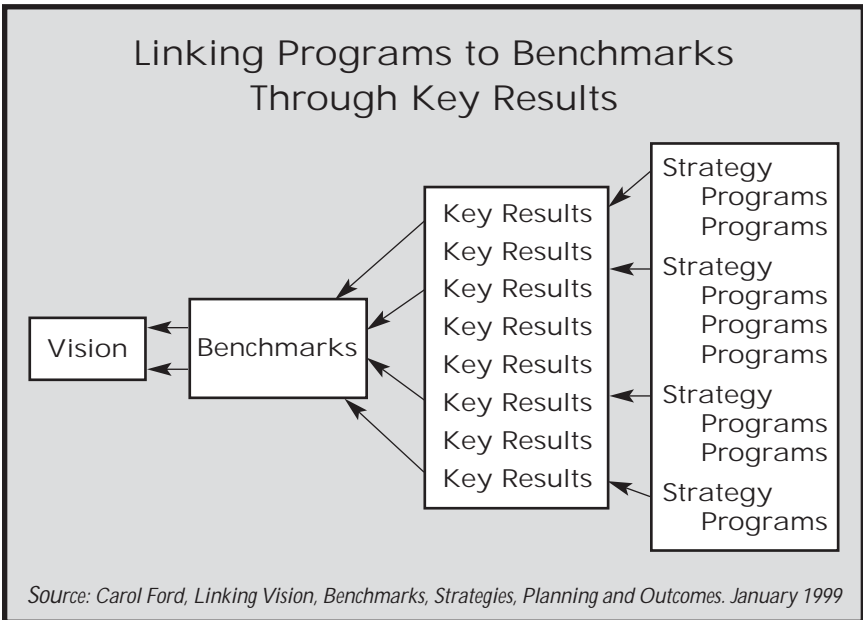 Linking Programs to Benchmarks
Through Key Results
Vision
Benchmarks
Key Results
Key Results
Key Results
Key Results
Key Results
Key Results
Key Results
Key Results
Strategy
Programs
Programs
Strategy
Programs
Programs
Programs
Strategy
Programs
Programs
Strategy
Programs
Source: Carol Ford, Linking Vision, Benchmarks, Strategies, Planning and Outcomes. January 1999